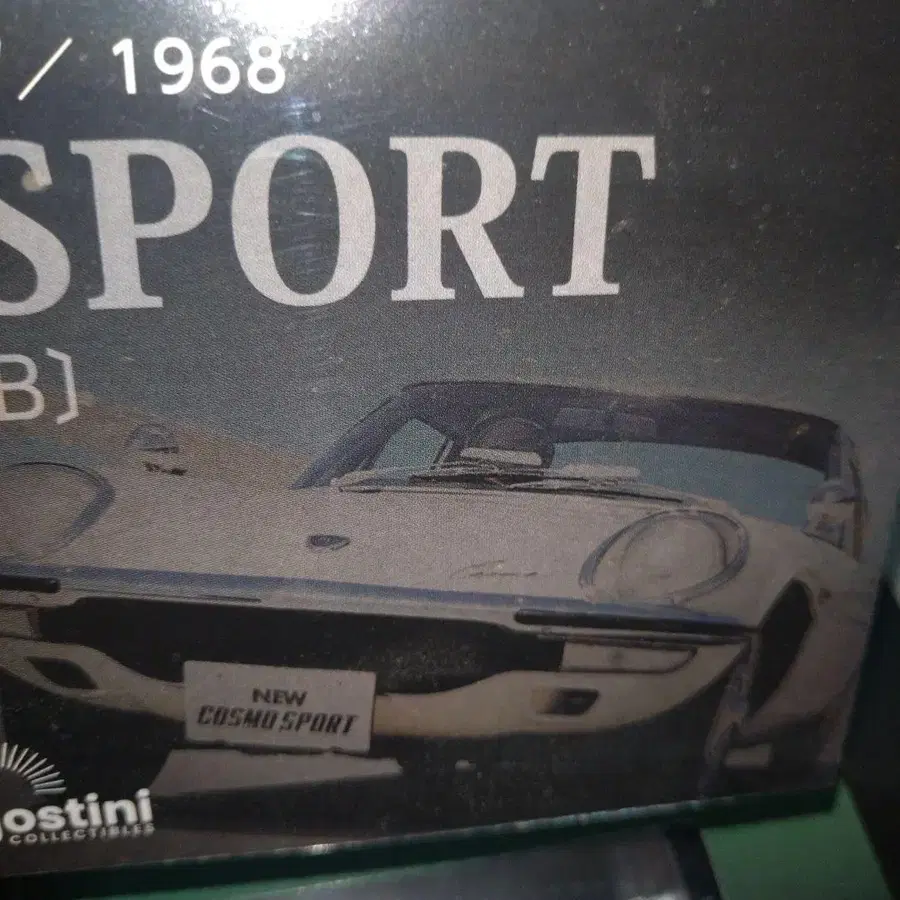 / 1968
SPORT
B]
NEW
COSMO SPORT
ostini
COLLECTIBLES